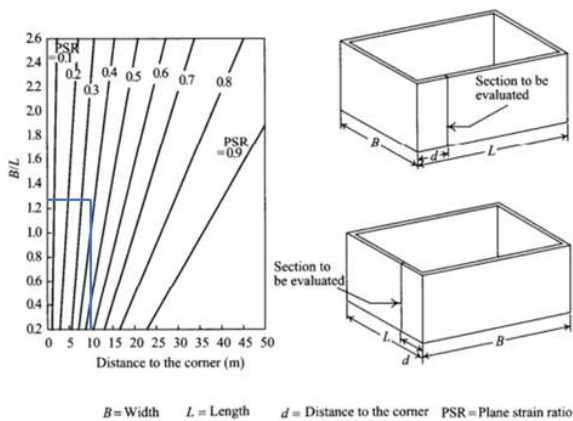 PSR
=0.1
0.2
0.3
0.4
0.5
0.6
0.7
0.8
PSR
=0.9
2.6
2.4
2.6
2.2
2.0
1.8
1.6
1.4
1.2
1.0
0.8
0.6
0.4
0.2
B/L
0 5 10 15 20 25 30 35 40 45 50
Distance to the corner (m)
Section to be
evaluated
B
d
L
Section to
be evaluated
L
d
B
B = Width L = Length d = Distance to the corner PSR = Plane strain ratio